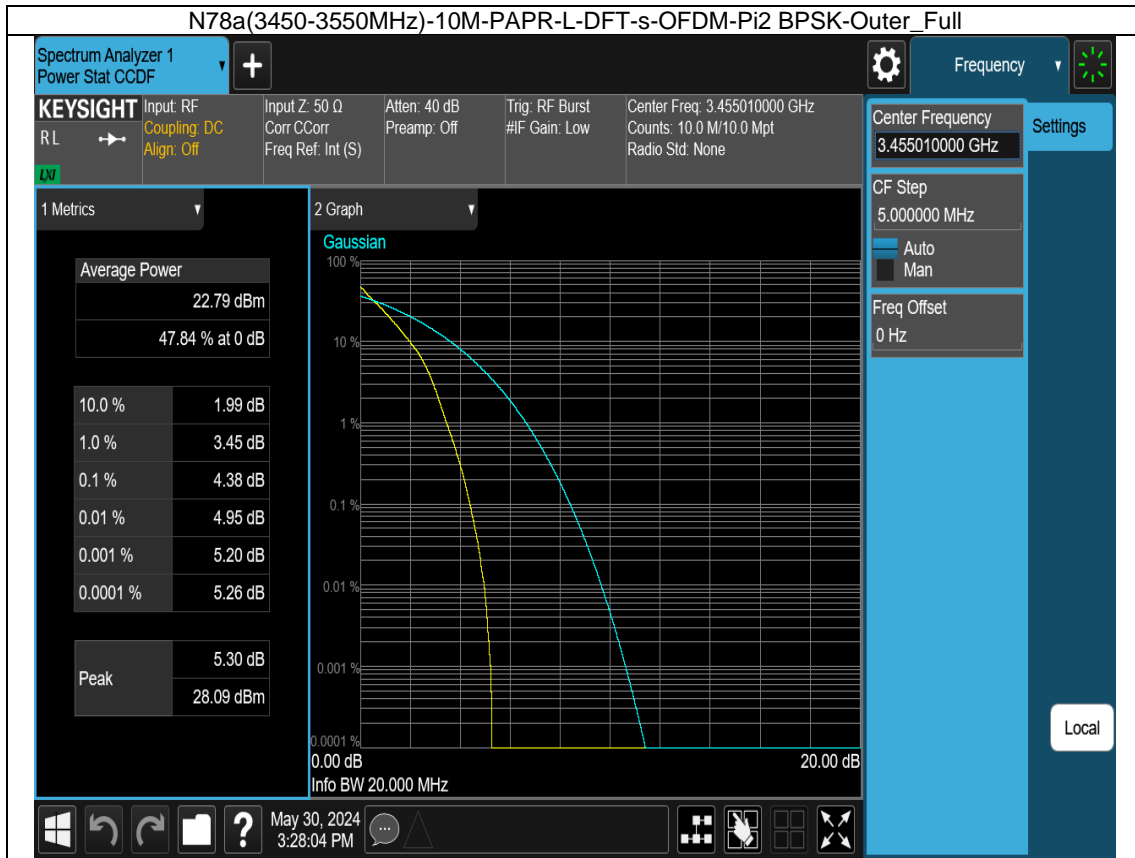 N78a(3450-3550MHz)-10M-PAPR-L-DFT-s-OFDM-Pi2 BPSK-Outer_Full
Spectrum Analyzer 1
Power Stat CCDF
+
Frequency
KEYSIGHT
R L
LXI
Input: RF
Coupling: DC
Align: Off
Input Z: 50 Ω
Corr CCorr
Freq Ref: Int (S)
Atten: 40 dB
Preamp: Off
Trig: RF Burst
#IF Gain: Low
Center Freq: 3.455010000 GHz
Counts: 10.0 M/10.0 Mpt
Radio Std: None
Center Frequency
3.455010000 GHz
Settings
CF Step
5.000000 MHz
Auto
Man
Freq Offset
0 Hz
1 Metrics
Average Power
22.79 dBm
47.84 % at 0 dB
10.0 % 1.99 dB
1.0 % 3.45 dB
0.1 % 4.38 dB
0.01 % 4.95 dB
0.001 % 5.20 dB
0.0001 % 5.26 dB
Peak
5.30 dB
28.09 dBm
2 Graph
Gaussian
100 %
10 %
1 %
0.1 %
0.01 %
0.001 %
0.0001 %
0.00 dB 20.00 dB
Info BW 20.000 MHz
Local
?
May 30, 2024
3:28:04 PM